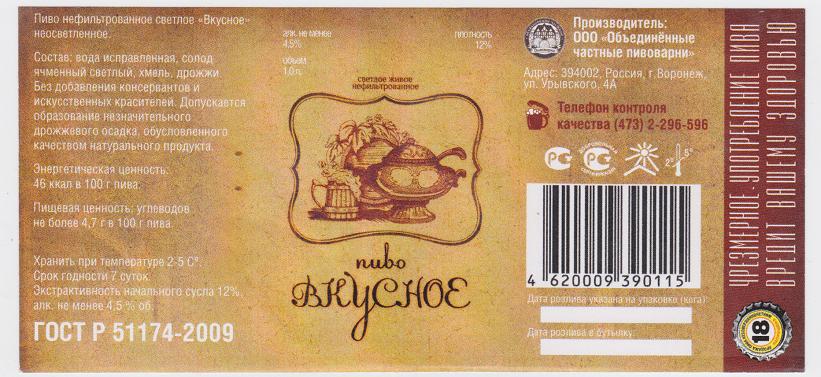 Пиво нефильтрованное светлое «Вкусное»
неосветленное.
Состав: вода исправленная, солод
ячменный светлый, хмель, дрожжи.
Без добавления консервантов и
искусственных красителей. Допускается
образование незначительного
дрожжевого осадка, обусловленного
качеством натурального продукта.
Энергетическая ценность:
46 ккал в 100 г пива.
Пищевая ценность: углеводов
не более 4,7 г в 100 г пива.
Хранить при температуре 2-5 С°.
Срок годности 7 суток.
Экстрактивность начального сусла 12%.
алк. не менее 4,5 % об.
ГОСТ Р 51174-2009
алк. не менее
4,5%
объем
1,0 л.
плотность
12%
светлое живое
нефильтрованное
пиво
ВКУСНОЕ
Производитель:
ООО «Объединённые
частные пивоварни»
Адрес: 394002, Россия, г.Воронеж,
ул. Урывского, 4А
Телефон контроля
качества (473) 2-296-596
2° 5°
4 620009 390115
Дата розлива указана на упаковке (кега):
Дата розлива в бутылку:
ЧРЕЗМЕРНОЕ УПОТРЕБЛЕНИЕ ПИВА
ВРЕДИТ ВАШЕМУ ЗДОРОВЬЮ
18